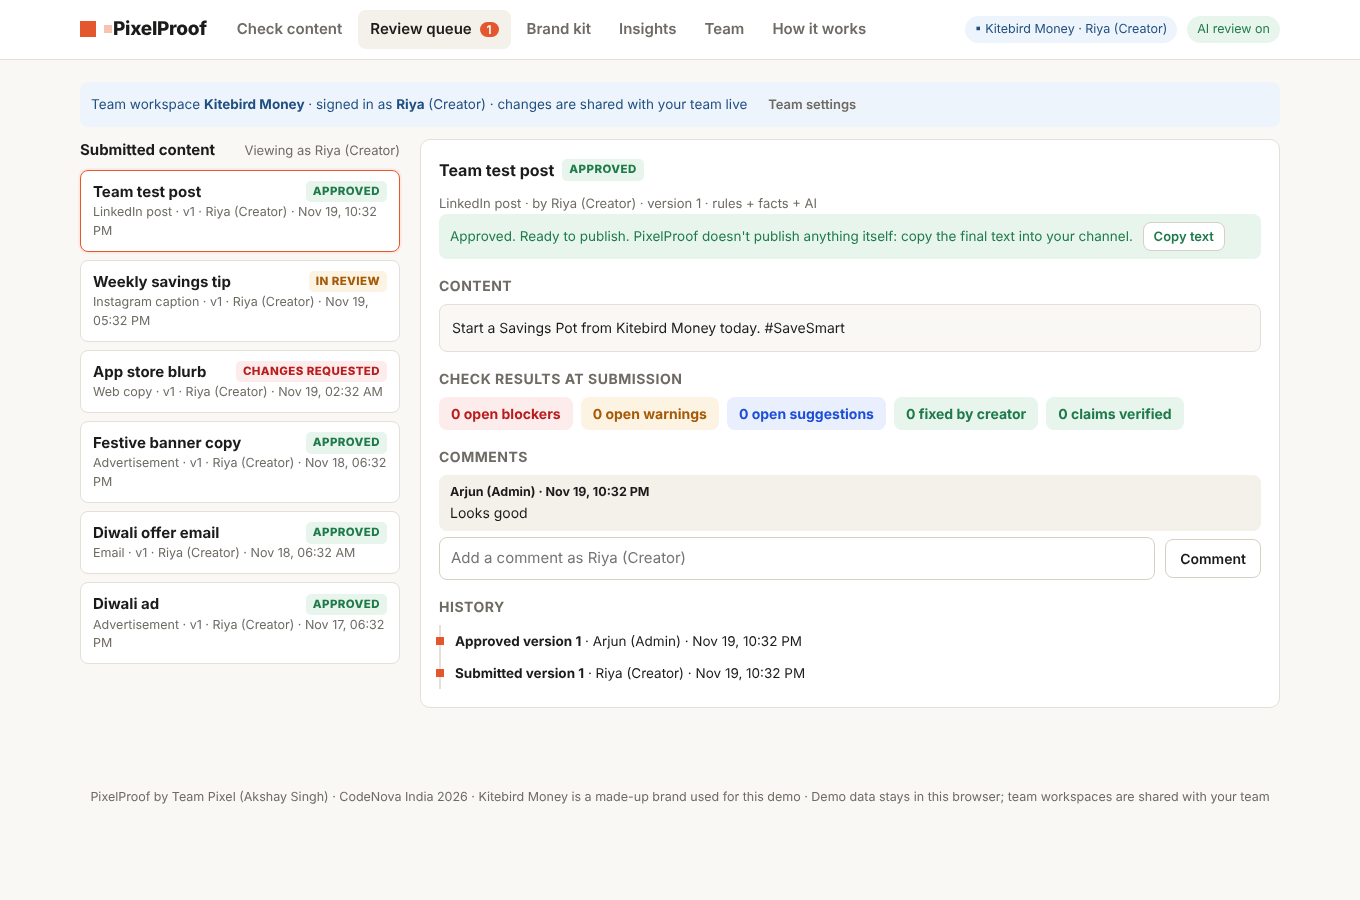 PixelProof
Check content
Review queue 1
Brand kit
Insights
Team
How it works
Kitebird Money · Riya (Creator)
AI review on
Team workspace Kitebird Money · signed in as Riya (Creator) · changes are shared with your team live
Team settings
Submitted content
Viewing as Riya (Creator)
Team test post
APPROVED
LinkedIn post · v1 · Riya (Creator) · Nov 19, 10:32
PM
Weekly savings tip
IN REVIEW
Instagram caption · v1 · Riya (Creator) · Nov 19,
05:32 PM
App store blurb
CHANGES REQUESTED
Web copy · v1 · Riya (Creator) · Nov 19, 02:32 AM
Festive banner copy
APPROVED
Advertisement · v1 · Riya (Creator) · Nov 18, 06:32
PM
Diwali offer email
APPROVED
Email · v1 · Riya (Creator) · Nov 18, 06:32 AM
Diwali ad
APPROVED
Advertisement · v1 · Riya (Creator) · Nov 17, 06:32
PM
Team test post
APPROVED
LinkedIn post · by Riya (Creator) · version 1 · rules + facts + AI
Approved. Ready to publish. PixelProof doesn't publish anything itself: copy the final text into your channel.
Copy text
CONTENT
Start a Savings Pot from Kitebird Money today. #SaveSmart
CHECK RESULTS AT SUBMISSION
0 open blockers
0 open warnings
0 open suggestions
0 fixed by creator
0 claims verified
COMMENTS
Arjun (Admin) · Nov 19, 10:32 PM
Looks good
Add a comment as Riya (Creator)
Comment
HISTORY
Approved version 1 · Arjun (Admin) · Nov 19, 10:32 PM
Submitted version 1 · Riya (Creator) · Nov 19, 10:32 PM
PixelProof by Team Pixel (Akshay Singh) · CodeNova India 2026 · Kitebird Money is a made-up brand used for this demo · Demo data stays in this browser; team workspaces are shared with your team